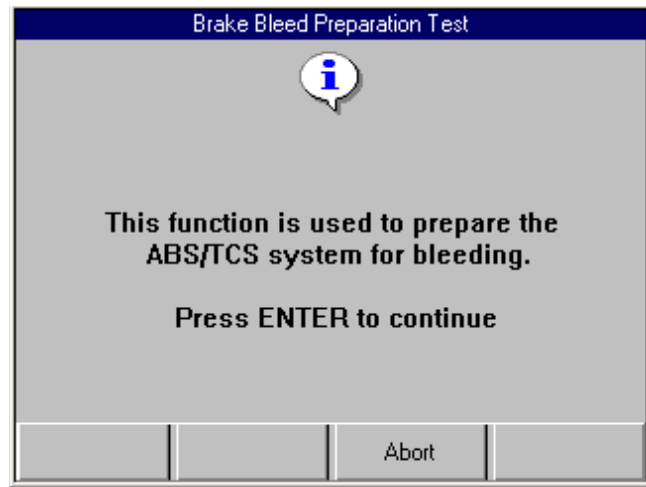 Brake Bleed Preparation Test
i
This function is used to prepare the
ABS/TCS system for bleeding.
Press ENTER to continue
Abort